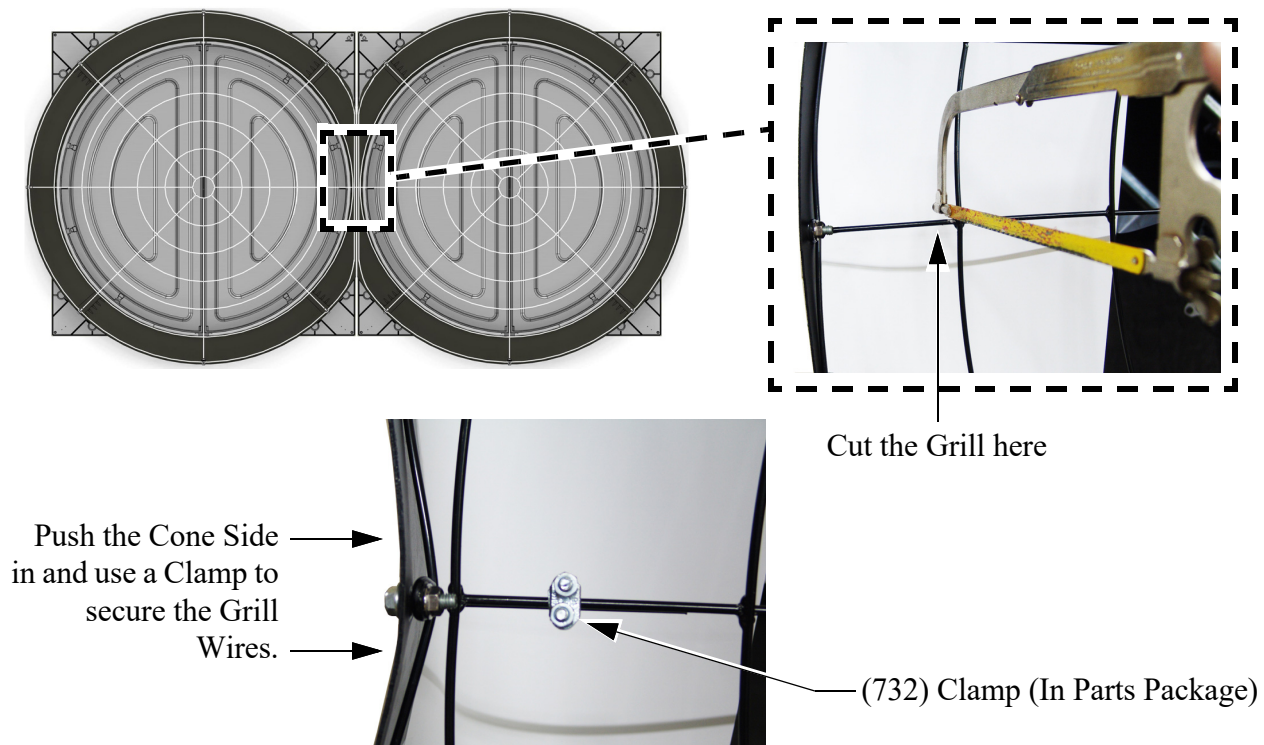 Cut the Grill here
Push the Cone Side
in and use a Clamp to
secure the Grill
Wires.
(732) Clamp (In Parts Package)